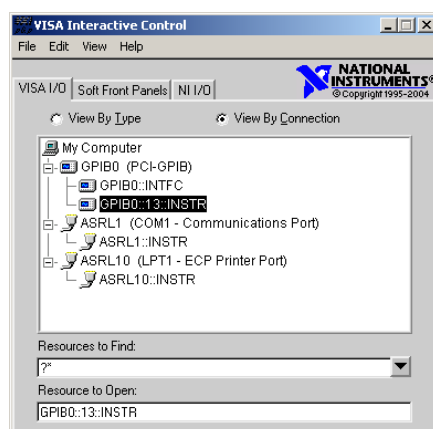 VISA Interactive Control
File Edit View Help
NATIONAL
INSTRUMENTS®
© Copyright 1995-2004
VISA I/O Soft Front Panels NI I/O
View By Type View By Connection
My Computer
GPIB0 (PCI-GPIB)
GPIB0::INTFC
GPIB0::13::INSTR
ASRL1 (COM1 - Communications Port)
ASRL1::INSTR
ASRL10 (LPT1 - ECP Printer Port)
ASRL10::INSTR
Resources to Find:
?*
Resource to Open:
GPIB0::13::INSTR